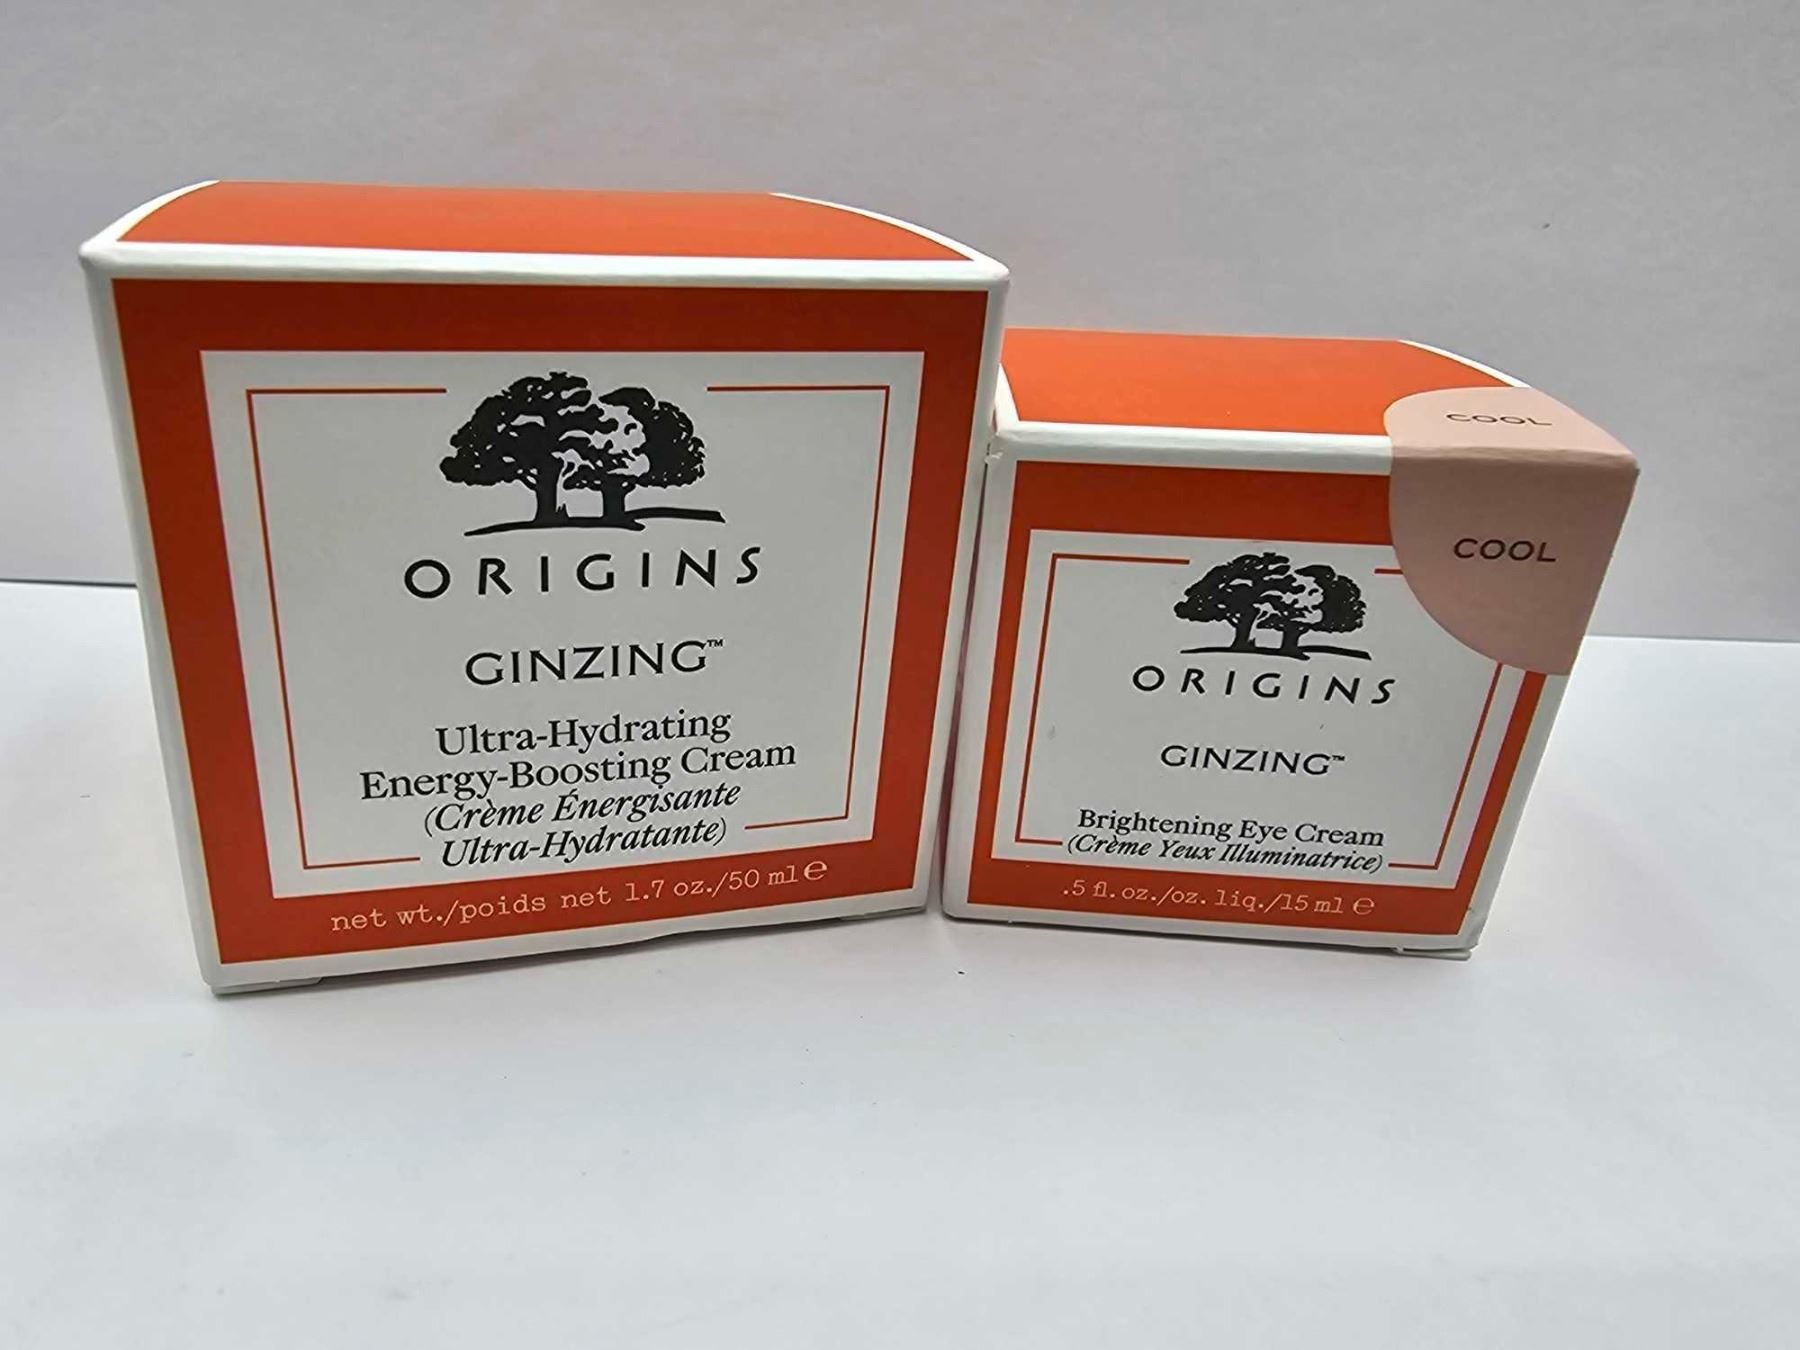 ORIGINS
GINZING™
Ultra-Hydrating
Energy-Boosting Cream
(Crème Énergisante
Ultra-Hydratante)
net wt./poids net 1.7 oz./50 ml ℮
COOL
COOL
ORIGINS
GINZING™
Brightening Eye Cream
(Crème Yeux Illuminatrice)
.5 fl. oz./oz. liq./15 ml ℮